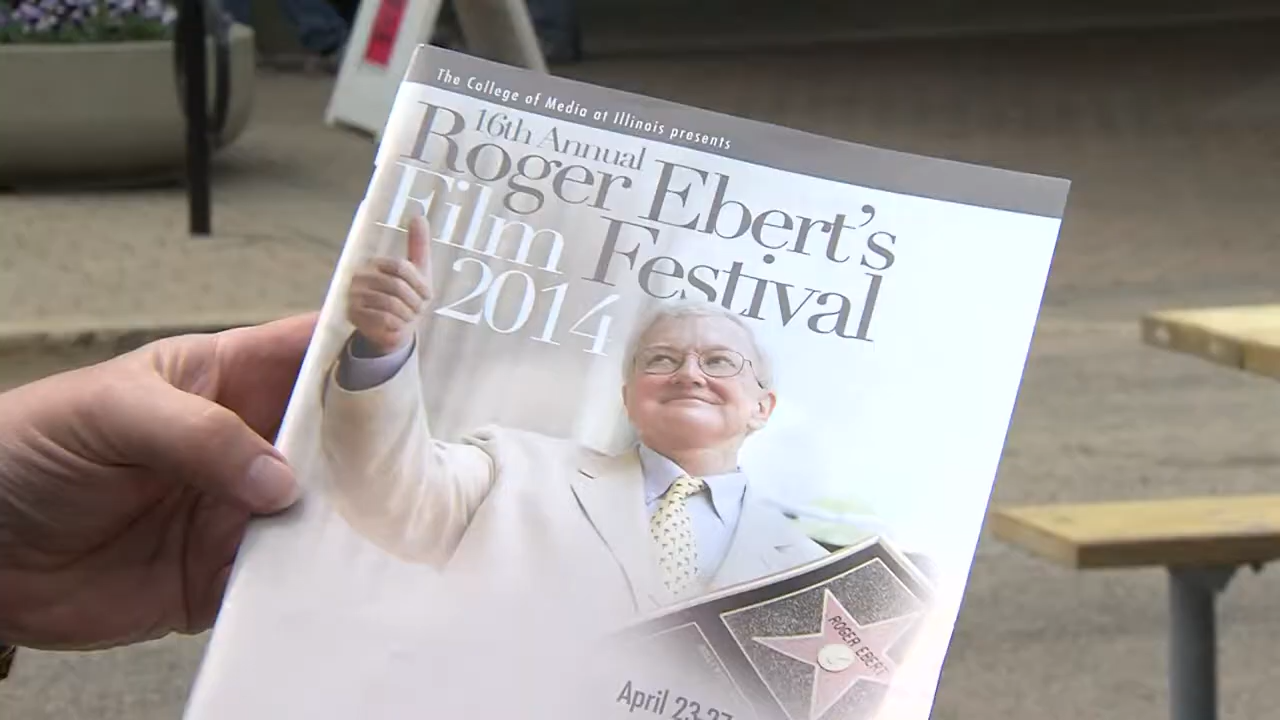 The College of Media at Illinois presents
16th Annual
Roger Ebert's
Film Festival
2014
ROGER EBERT
April 23-27